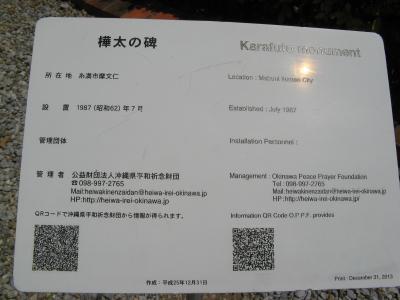 樺太の碑
所在地 糸満市摩文仁
設置 1987（昭和62）年7月
管理団体
管理者 公益財団法人沖縄県平和祈念財団
☎098-997-2765
Mail:heiwakinenzaidan@heiwa-irei-okinawa.jp
HP:http://heiwa-irei-okinawa.jp
QRコードで沖縄県平和祈念財団から情報が得られます。
作成：平成25年12月31日
Karafuto monument
Location : Mabuni Itoman City
Established : July 1987
Installation Personnel :
Management : Okinawa Peace Prayer Foundation
Tel : 098-997-2765
Mail:heiwakinenzaidan@heiwa-irei-okinawa.jp
HP:http://heiwa-irei-okinawa.jp
Information QR Code O.P.P.F. provides
Print : December 31, 2013